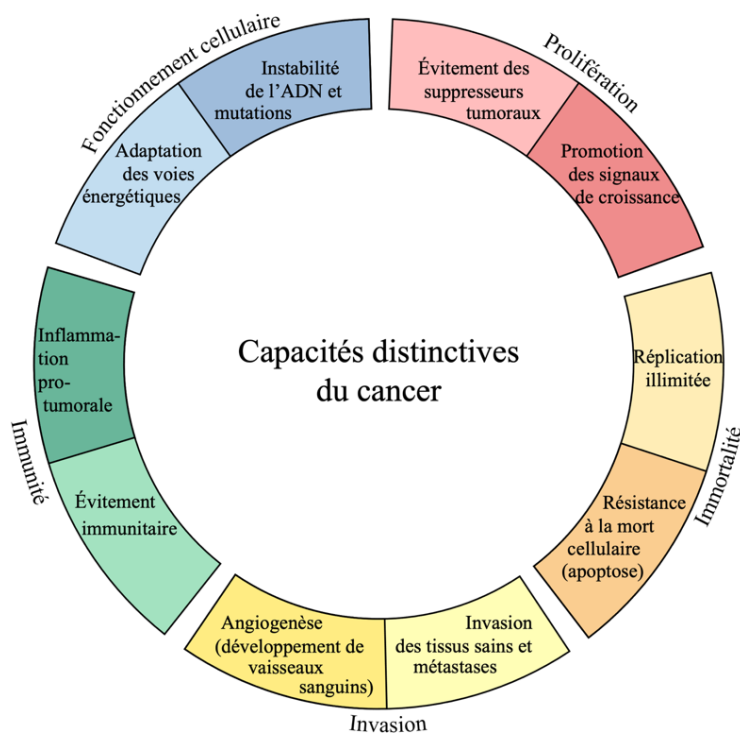 Fonctionnement cellulaire
Instabilité
de l’ADN et
mutations
Adaptation
des voies
énergétiques
Prolifération
Évitement des
suppresseurs
tumoraux
Promotion
des signaux
de croissance
Capacités distinctives
du cancer
Immortalité
Réplication
illimitée
Résistance
à la mort
cellulaire
(apoptose)
Invasion
Invasion
des tissus sains et
métastases
Angiogenèse
(développement de
vaisseaux
sanguins)
Immunité
Évitement
immunitaire
Inflamma-
tion
pro-
tumorale